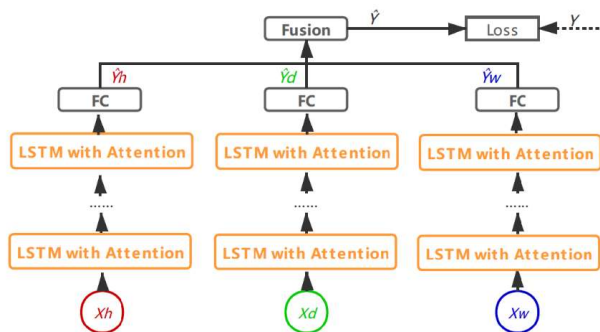 Fusion Ŷ Loss Y
Ŷh Ŷd Ŷw
FC FC FC
LSTM with Attention LSTM with Attention LSTM with Attention
...... ...... ......
LSTM with Attention LSTM with Attention LSTM with Attention
Xh Xd Xw